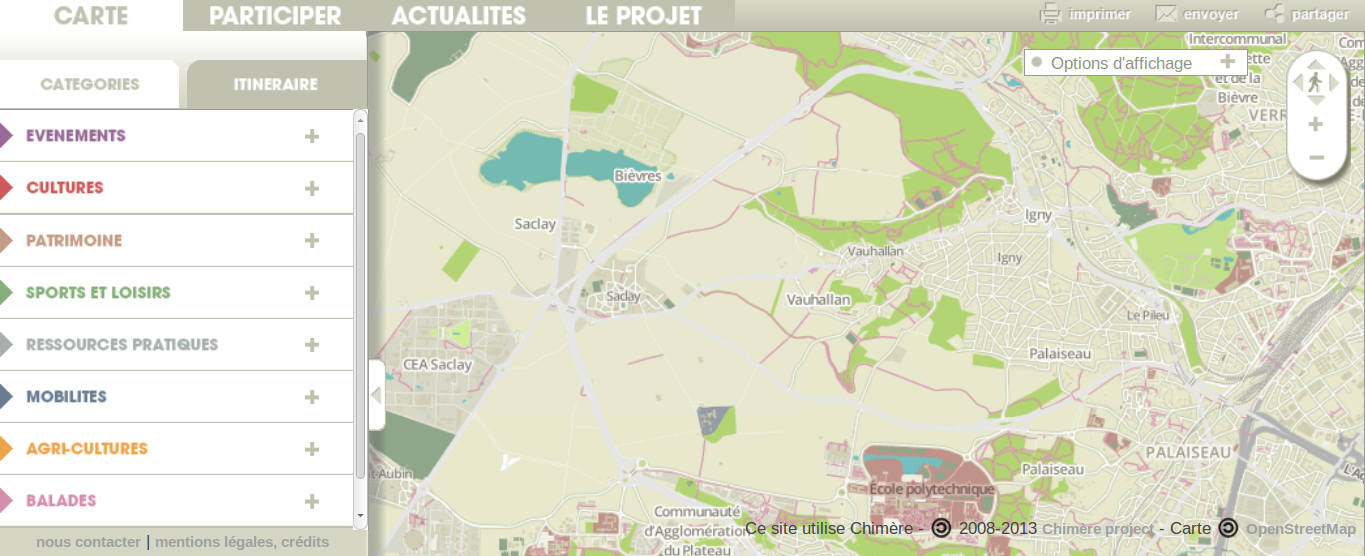 CARTE
PARTICIPER
ACTUALITES
LE PROJET
imprimer
envoyer
partager
CATEGORIES
ITINERAIRE
EVENEMENTS
CULTURES
PATRIMOINE
SPORTS ET LOISIRS
RESSOURCES PRATIQUES
MOBILITES
AGRI-CULTURES
BALADES
nous contacter | mentions légales, crédits
Intercommunal
Options d'affichage
et de la
Bièvre
Bièvres
Saclay
Igny
Vauhallan
Igny
Saclay
Vauhallan
Le Pileu
Palaiseau
CEA Saclay
PALAISEAU
Palaiseau
École polytechnique
Communauté
d'Agglomération
du Plateau
Ce site utilise Chimère - 2008-2013 Chimère project - Carte OpenStreetMap